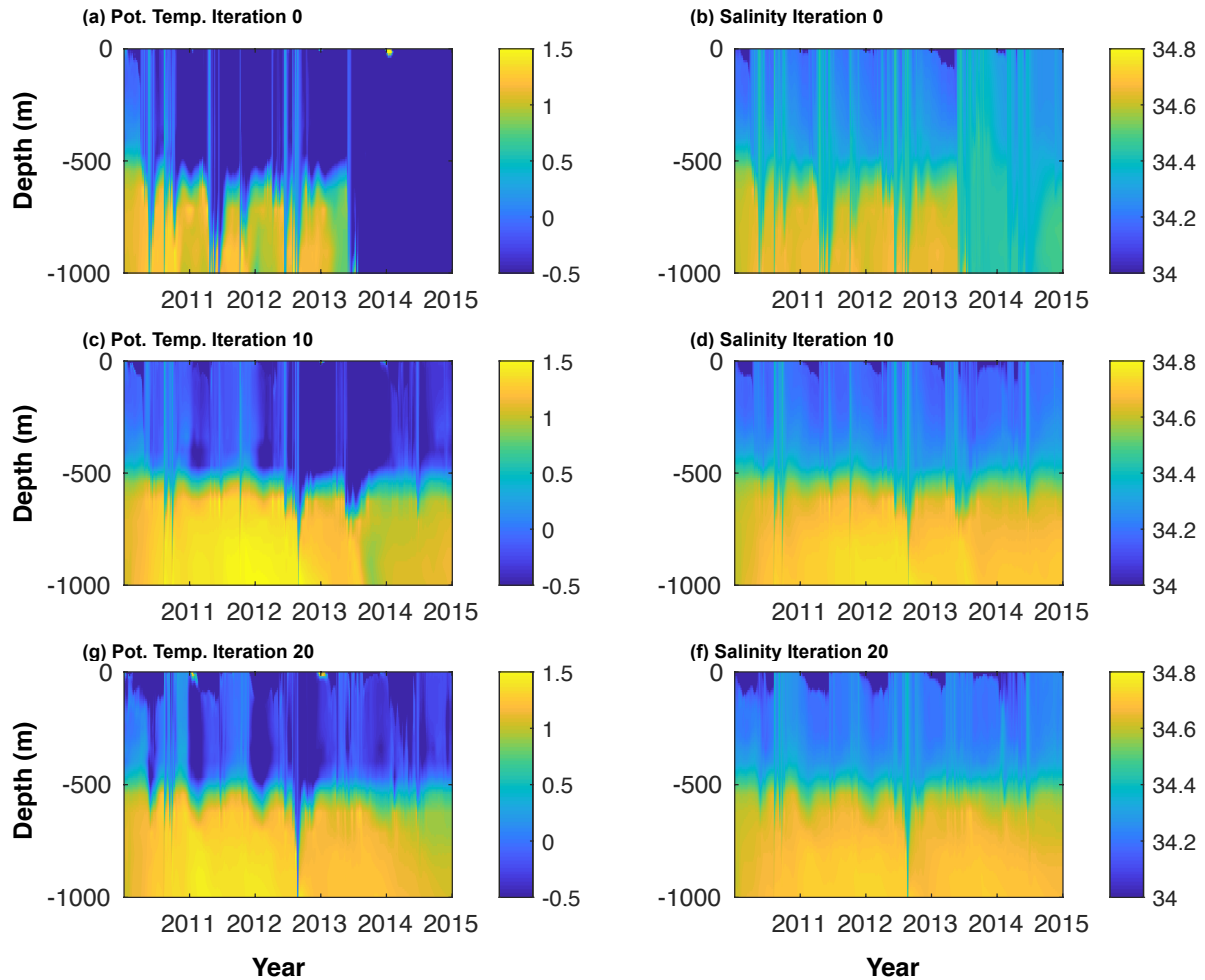 (a) Pot. Temp. Iteration 0
(b) Salinity Iteration 0
Depth (m)
0
-500
-1000
2011 2012 2013 2014 2015
1.5
1
0.5
0
-0.5
0
-500
-1000
2011 2012 2013 2014 2015
34.8
34.6
34.4
34.2
34
(c) Pot. Temp. Iteration 10
(d) Salinity Iteration 10
Depth (m)
0
-500
-1000
2011 2012 2013 2014 2015
1.5
1
0.5
0
-0.5
0
-500
-1000
2011 2012 2013 2014 2015
34.8
34.6
34.4
34.2
34
(g) Pot. Temp. Iteration 20
(f) Salinity Iteration 20
Depth (m)
0
-500
-1000
2011 2012 2013 2014 2015
Year
1.5
1
0.5
0
-0.5
0
-500
-1000
2011 2012 2013 2014 2015
Year
34.8
34.6
34.4
34.2
34